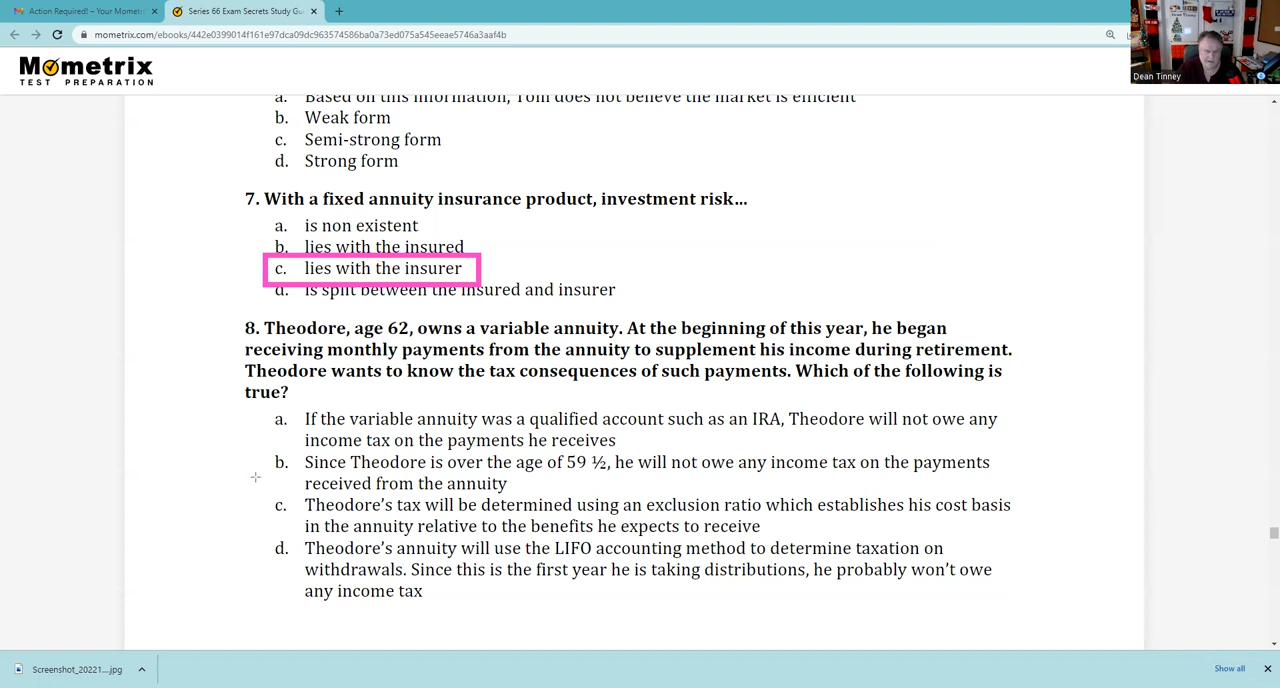 Action Required! – Your Momet
Series 66 Exam Secrets Study Gu
mometrix.com/ebooks/442e0399014f161e97dca09dc963574586ba0a73ed075a545eeae5746a3aaf4b
Mometrix
TEST PREPARATION
Dean Tinney
a. Based on this information, Tom does not believe the market is efficient
b. Weak form
c. Semi-strong form
d. Strong form
7. With a fixed annuity insurance product, investment risk...
a. is non existent
b. lies with the insured
c. lies with the insurer
d. is split between the insured and insurer
8. Theodore, age 62, owns a variable annuity. At the beginning of this year, he began
receiving monthly payments from the annuity to supplement his income during retirement.
Theodore wants to know the tax consequences of such payments. Which of the following is
true?
a. If the variable annuity was a qualified account such as an IRA, Theodore will not owe any
income tax on the payments he receives
b. Since Theodore is over the age of 59 ½, he will not owe any income tax on the payments
received from the annuity
c. Theodore's tax will be determined using an exclusion ratio which establishes his cost basis
in the annuity relative to the benefits he expects to receive
d. Theodore's annuity will use the LIFO accounting method to determine taxation on
withdrawals. Since this is the first year he is taking distributions, he probably won't owe
any income tax
Screenshot_20221....jpg
Show all